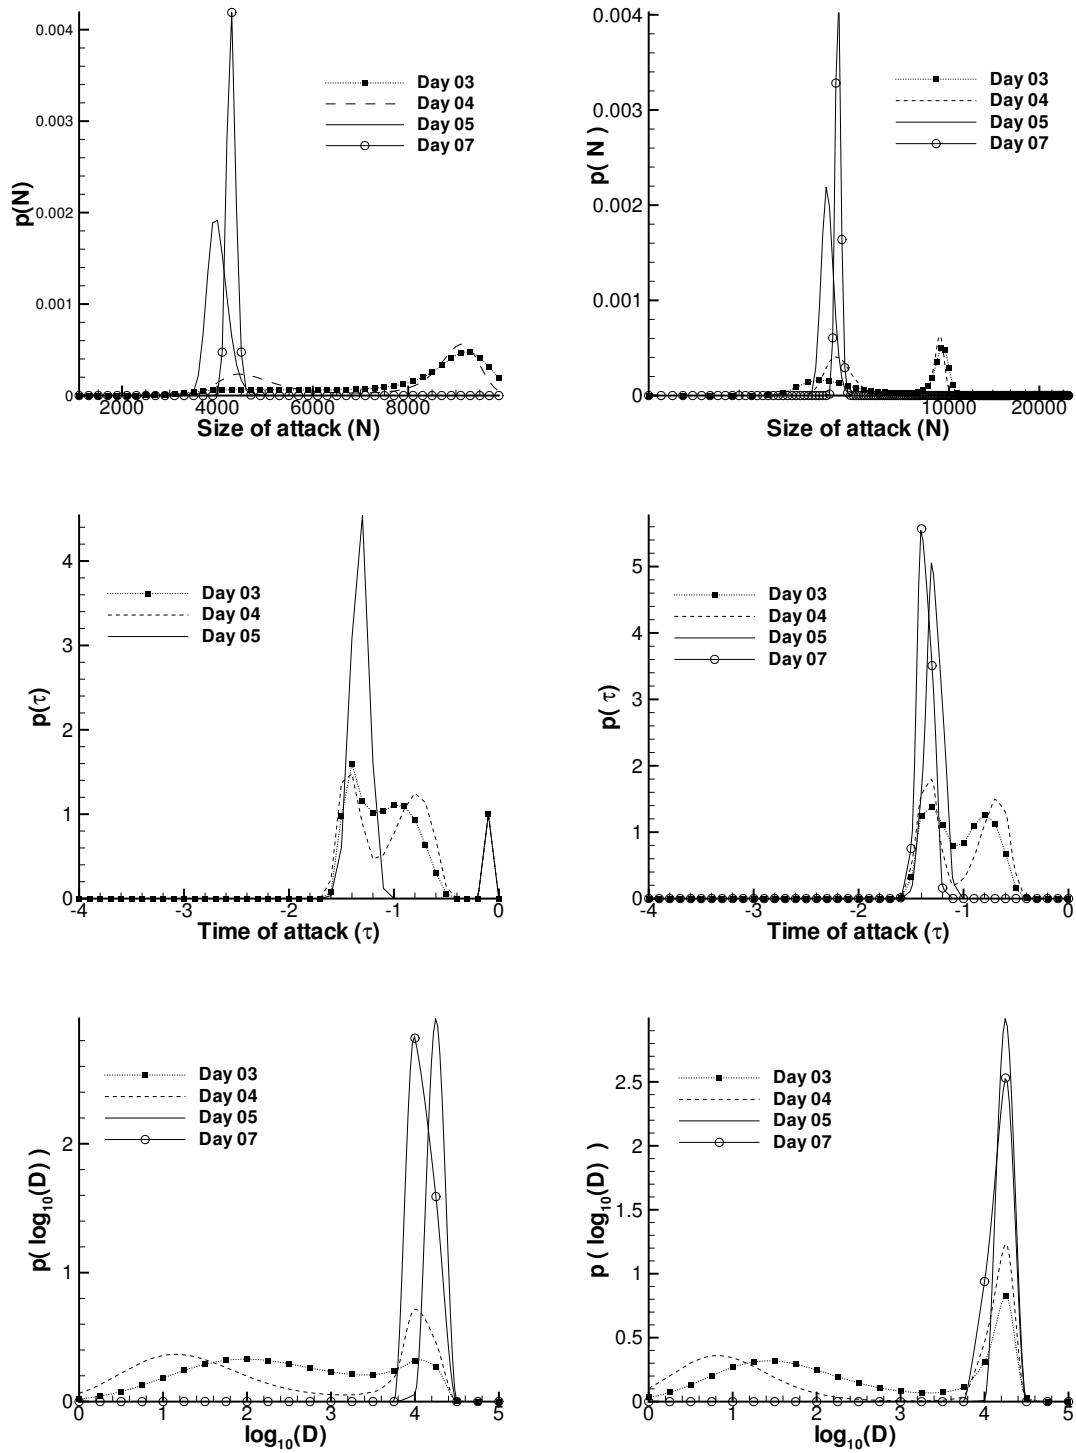 0.004
0.003
0.002
0.001
0
p(N)
2000 4000 6000 8000
Size of attack (N)
Day 03
Day 04
Day 05
Day 07
0.004
0.003
0.002
0.001
0
p( N )
10000 20000
Size of attack (N)
Day 03
Day 04
Day 05
Day 07
4
3
2
1
0
p(τ)
-4 -3 -2 -1 0
Time of attack (τ)
Day 03
Day 04
Day 05
5
4
3
2
1
0
p( τ)
-4 -3 -2 -1 0
Time of attack (τ)
Day 03
Day 04
Day 05
Day 07
2
1
0
p( log₁₀(D) )
0 1 2 3 4 5
log₁₀(D)
Day 03
Day 04
Day 05
Day 07
2.5
2
1.5
1
0.5
0
p ( log₁₀(D) )
0 1 2 3 4 5
log₁₀(D)
Day 03
Day 04
Day 05
Day 07